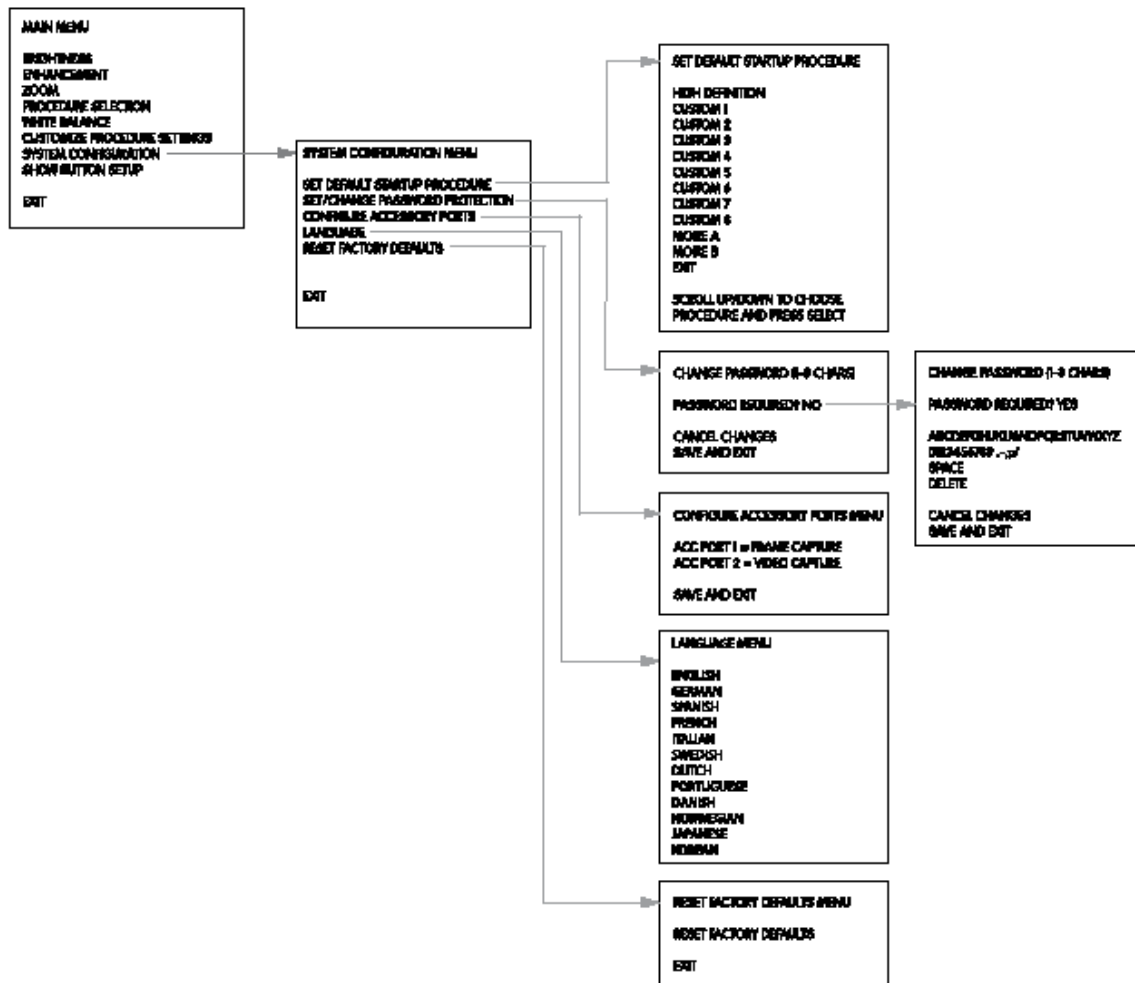 MAIN MENU
BRIGHTNESS
ENHANCEMENT
ZOOM
PROCEDURE SELECTION
WHITE BALANCE
CUSTOMIZE PROCEDURE SETTINGS
SYSTEM CONFIGURATION
SHOW BUTTON SETUP
EXIT
SYSTEM CONFIGURATION MENU
SET DEFAULT STARTUP PROCEDURE
SET/CHANGE PASSWORD PROTECTION
CONFIGURE ACCESSORY PORTS
LANGUAGE
RESET FACTORY DEFAULTS
EXIT
SET DEFAULT STARTUP PROCEDURE
HIGH DEFINITION
CUSTOM 1
CUSTOM 2
CUSTOM 3
CUSTOM 4
CUSTOM 5
CUSTOM 6
CUSTOM 7
CUSTOM 8
MORE A
MORE B
EXIT
SCROLL UP/DOWN TO CHOOSE
PROCEDURE AND PRESS SELECT
CHANGE PASSWORD CHARS)
PASSWORD REQUIRED? NO
CANCEL CHANGES
SAVE AND EXIT
CHANGE PASSWORD CHARS)
PASSWORD REQUIRED? YES
ABCDEFGHIJKLMNOPQRSTUVWXYZ
SPACE
DELETE
CANCEL CHANGES
SAVE AND EXIT
CONFIGURE ACCESSORY PORTS MENU
ACC PORT 1 = FRAME CAPTURE
ACC PORT 2 = VIDEO CAPTURE
SAVE AND EXIT
LANGUAGE MENU
ENGLISH
GERMAN
SPANISH
FRENCH
ITALIAN
SWEDISH
DUTCH
PORTUGUESE
DANISH
NORWEGIAN
JAPANESE
KOREAN
RESET FACTORY DEFAULTS MENU
RESET FACTORY DEFAULTS
EXIT